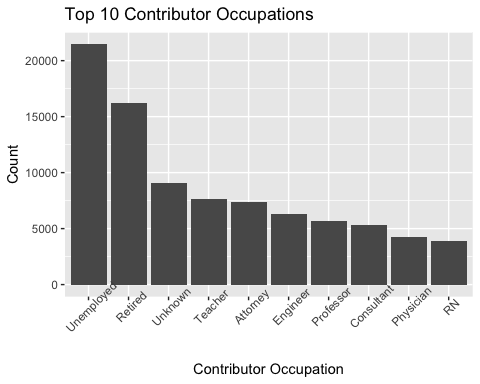 Top 10 Contributor Occupations
Count
20000
15000
10000
5000
0
Unemployed
Retired
Unknown
Teacher
Attorney
Engineer
Professor
Consultant
Physician
RN
Contributor Occupation